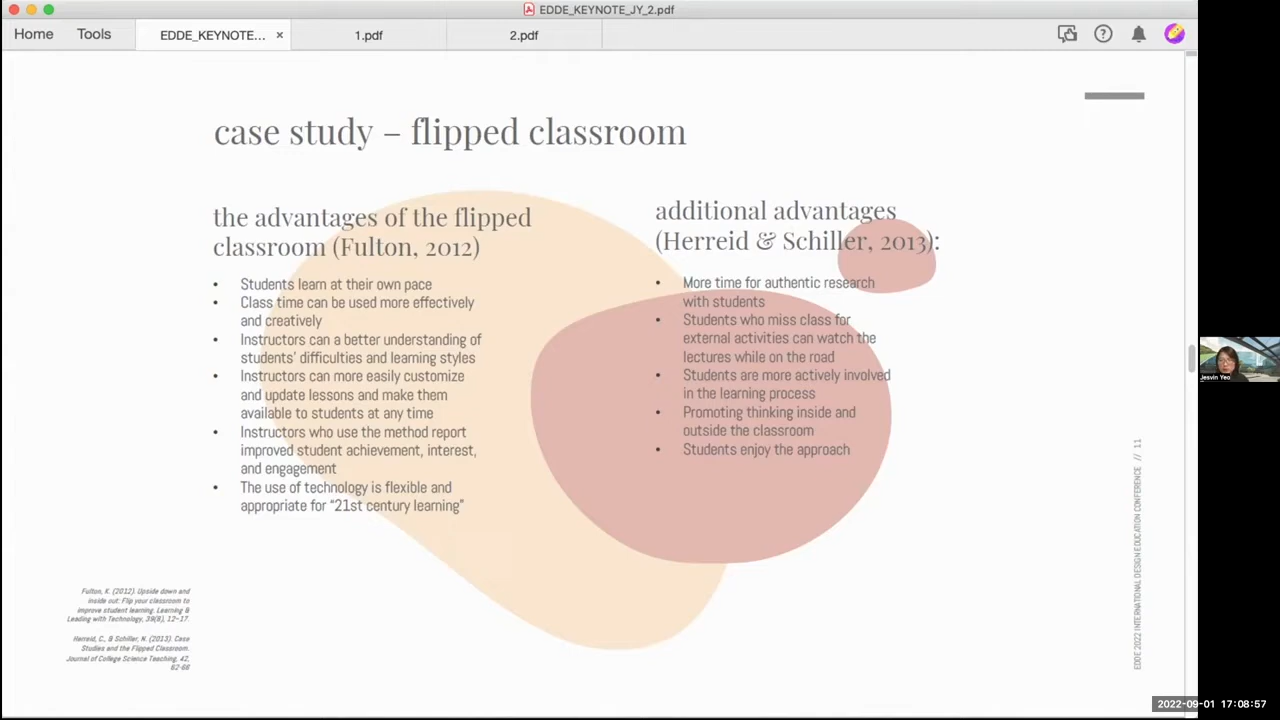 EDDE_KEYNOTE_JY_2.pdf
Home
Tools
EDDE_KEYNOTE...
1.pdf
2.pdf
case study – flipped classroom
the advantages of the flipped
classroom (Fulton, 2012)
• Students learn at their own pace
• Class time can be used more effectively
and creatively
• Instructors can a better understanding of
students' difficulties and learning styles
• Instructors can more easily customize
and update lessons and make them
available to students at any time
• Instructors who use the method report
improved student achievement, interest,
and engagement
• The use of technology is flexible and
appropriate for "21st century learning"
additional advantages
(Herreid & Schiller, 2013):
• More time for authentic research
with students
• Students who miss class for
external activities can watch the
lectures while on the road
• Students are more actively involved
in the learning process
• Promoting thinking inside and
outside the classroom
• Students enjoy the approach
Fulton, K. (2012). Upside down and
inside out: Flip your classroom to
improve student learning. Learning &
Leading with Technology, 39(8), 12–17.
Herreid, C., & Schiller, N. (2013). Case
Studies and the Flipped Classroom.
Journal of College Science Teaching, 42,
62-66
EDDE 2022 INTERNATIONAL DESIGN EDUCATION CONFERENCE // 11
Jesvin Yeo
2022-09-01 17:08:57